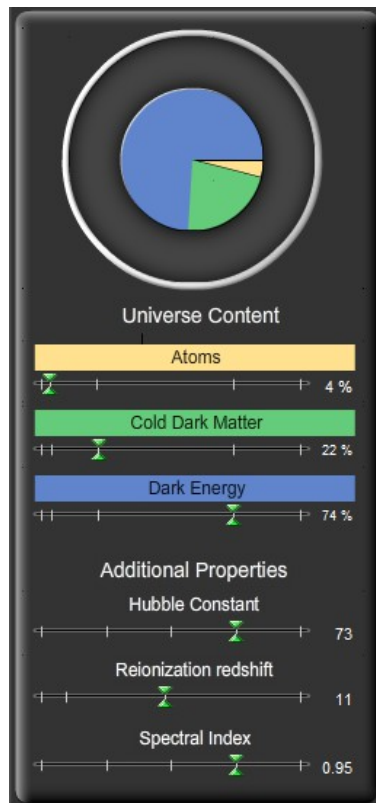 Universe Content
Atoms
4 %
Cold Dark Matter
22 %
Dark Energy
74 %
Additional Properties
Hubble Constant
73
Reionization redshift
11
Spectral Index
0.95